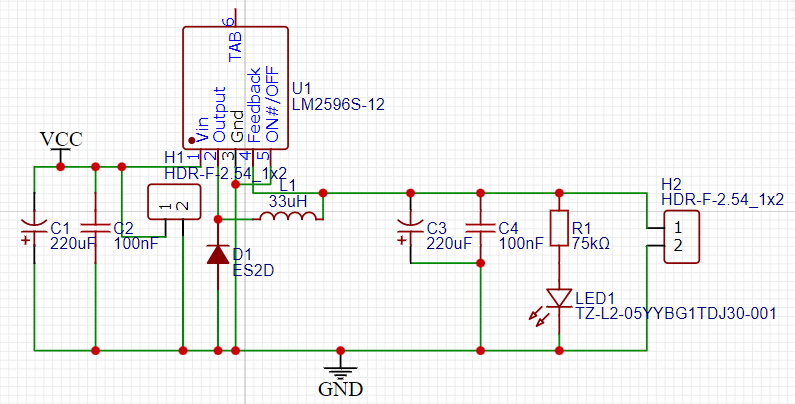 6
TAB
U1
LM2596S-12
Vin
Output
Gnd
Feedback
ON#/OFF
1
2
3
4
5
VCC
H1
HDR-F-2.54_1x2
1
2
L1
33uH
H2
HDR-F-2.54_1x2
1
2
C1
220uF
C2
100nF
C3
220uF
C4
100nF
R1
75kΩ
D1
ES2D
LED1
TZ-L2-05YYBG1TDJ30-001
GND